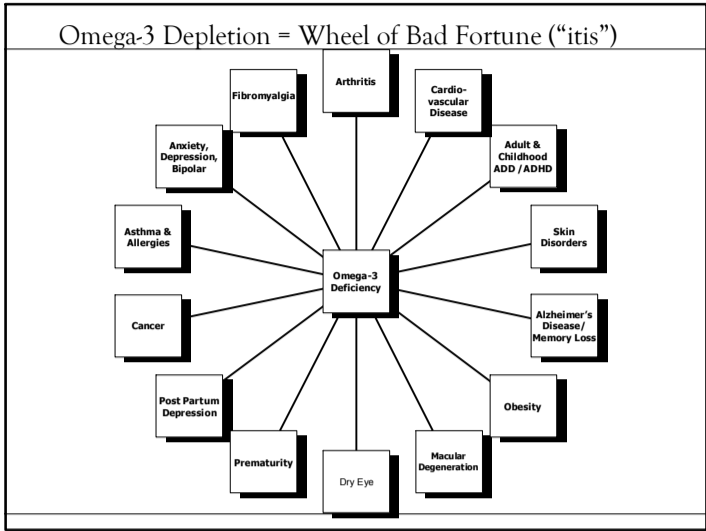 Omega-3 Depletion = Wheel of Bad Fortune (“itis”)
Arthritis
Cardio-
vascular
Disease
Adult &
Childhood
ADD /ADHD
Skin
Disorders
Alzheimer’s
Disease/
Memory Loss
Obesity
Macular
Degeneration
Dry Eye
Prematurity
Post Partum
Depression
Cancer
Asthma &
Allergies
Anxiety,
Depression,
Bipolar
Fibromyalgia
Omega-3
Deficiency